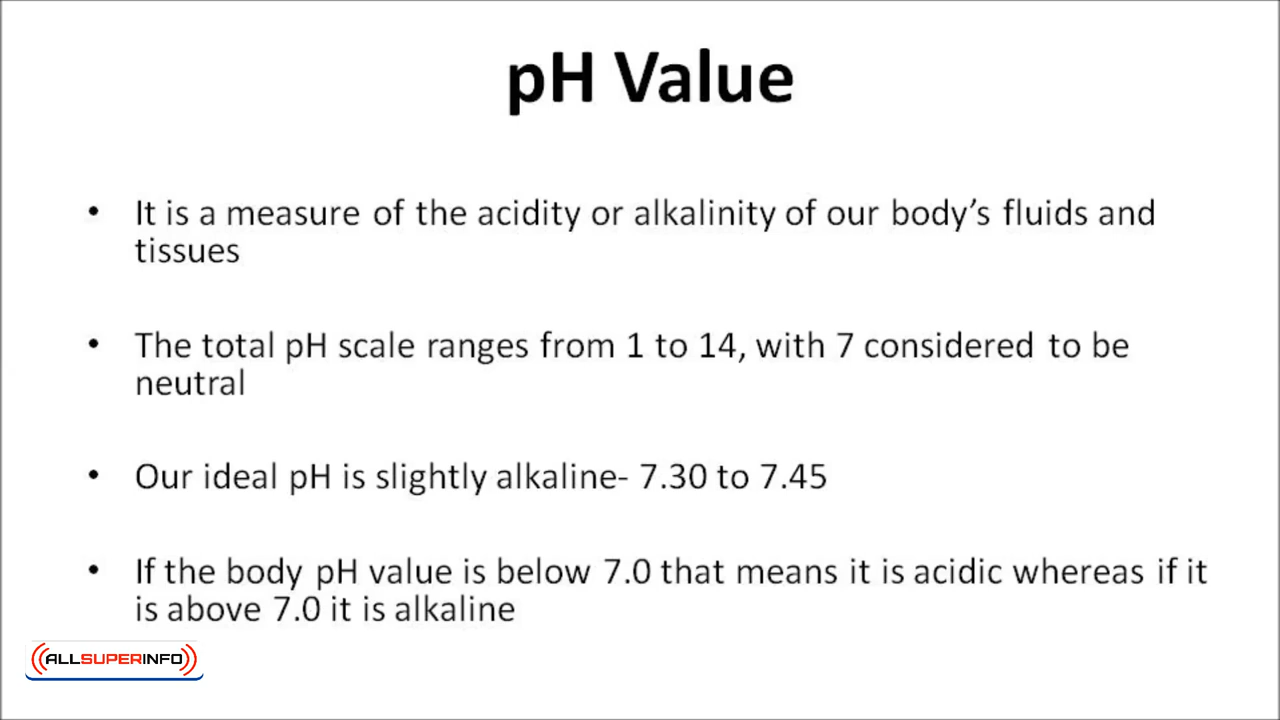 pH Value
• It is a measure of the acidity or alkalinity of our body’s fluids and
tissues
• The total pH scale ranges from 1 to 14, with 7 considered to be
neutral
• Our ideal pH is slightly alkaline- 7.30 to 7.45
• If the body pH value is below 7.0 that means it is acidic whereas if it
is above 7.0 it is alkaline
ALLSUPERINFO